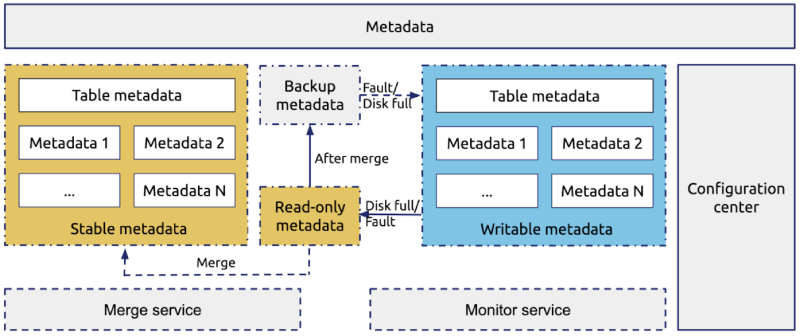 Metadata
Table metadata
Metadata 1
Metadata 2
...
Metadata N
Stable metadata
Backup
metadata
Fault/
Disk full
After merge
Read-only
metadata
Disk full/
Fault
Merge
Table metadata
Metadata 1
Metadata 2
...
Metadata N
Writable metadata
Configuration
center
Merge service
Monitor service